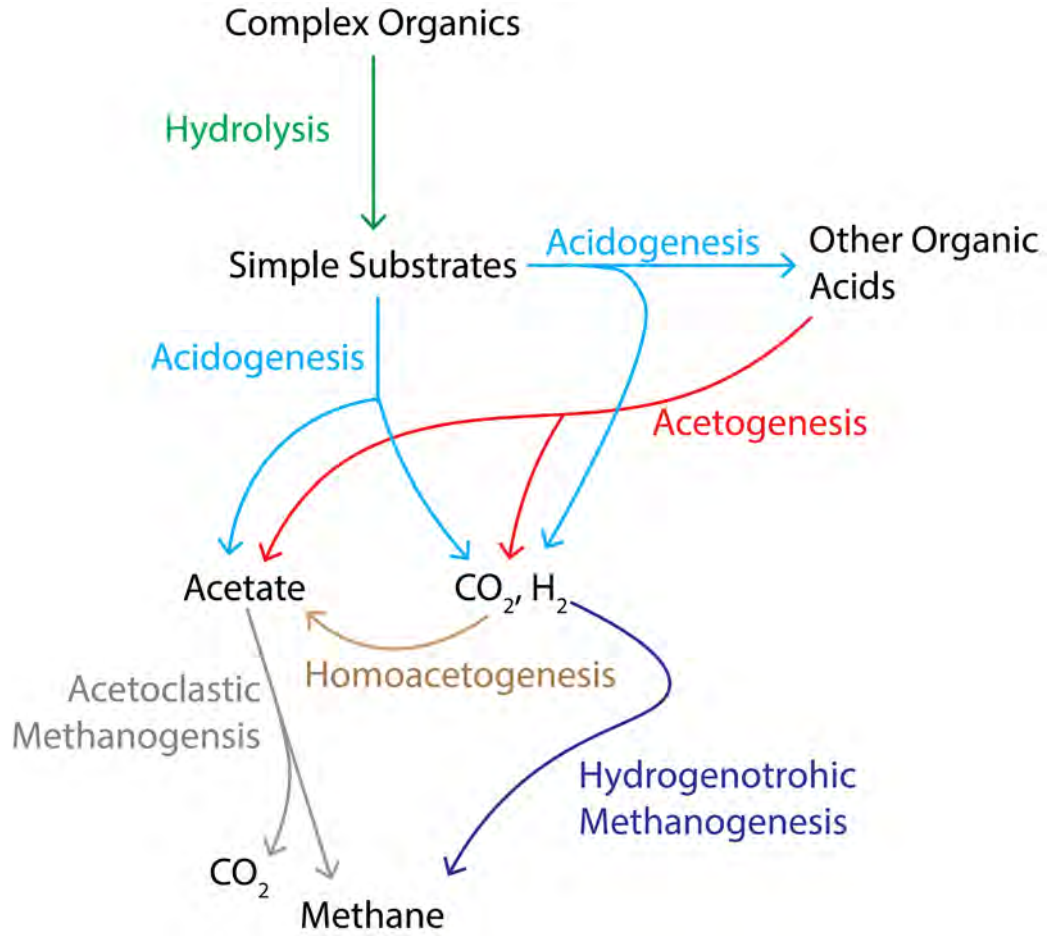 Complex Organics
Hydrolysis
Simple Substrates
Acidogenesis
Other Organic
Acids
Acidogenesis
Acetogenesis
Acetate
CO₂, H₂
Homoacetogenesis
Acetoclastic
Methanogensis
Hydrogenotrohic
Methanogenesis
CO₂
Methane